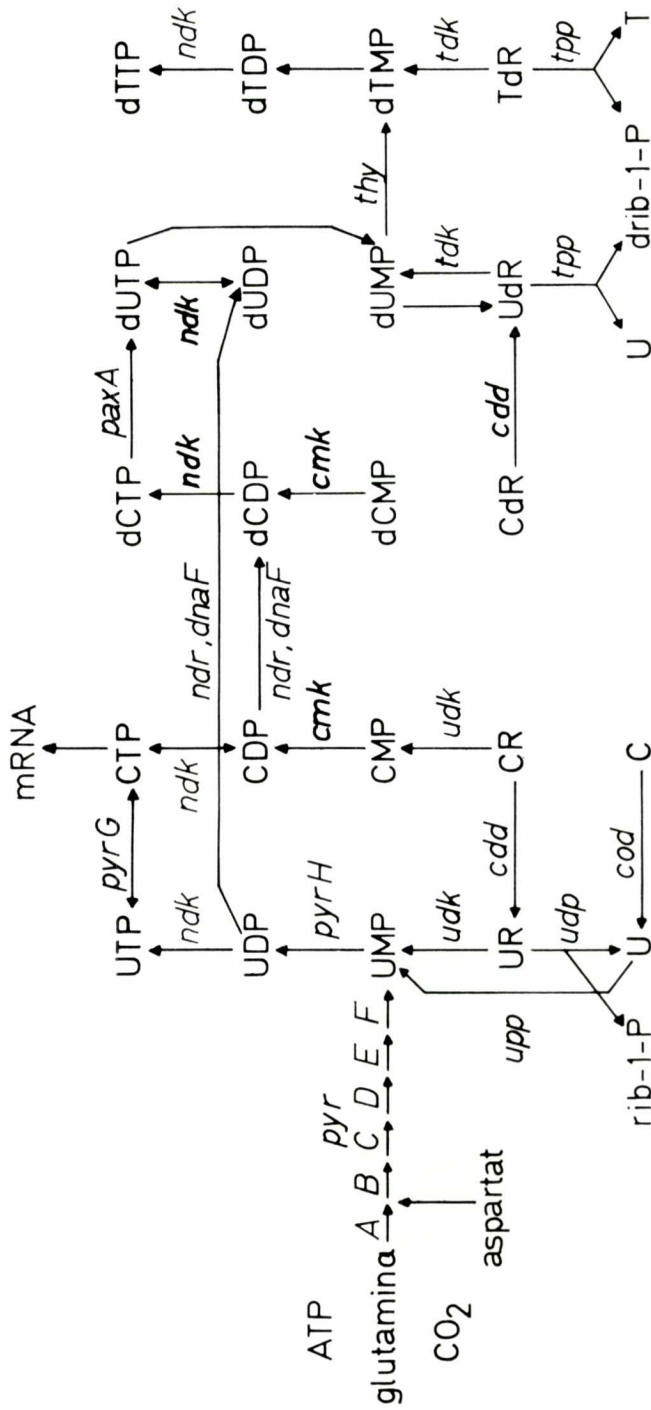 mRNA
UTP pyrG CTP dCTP paxA dUTP dTTP
ndk ndk ndk ndk ndk
ndr, dnaF
UDP CDP dCDP dUDP dTDP
ndr, dnaF
pyrH cmk cmk
ATP pyr thy
glutamina A B C D E F UMP CMP dCMP dUMP dTMP
CO2 aspartat
udk udk tdk tdk
UR cdd CR CdR cdd UdR TdR
upp udp tpp tpp
rib-1-P U cod C U drib-1-P T